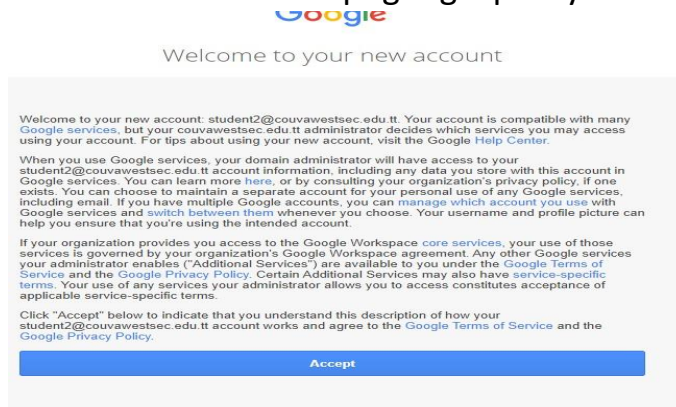 Google
Welcome to your new account
Welcome to your new account: student2@couvawestsec.edu.tt. Your account is compatible with many
Google services, but your couvawestsec.edu.tt administrator decides which services you may access
using your account. For tips about using your new account, visit the Google Help Center.
When you use Google services, your domain administrator will have access to your
student2@couvawestsec.edu.tt account information, including any data you store with this account in
Google services. You can learn more here, or by consulting your organization's privacy policy, if one
exists. You can choose to maintain a separate account for your personal use of any Google services,
including email. If you have multiple Google accounts, you can manage which account you use with
Google services and switch between them whenever you choose. Your username and profile picture can
help you ensure that you're using the intended account.
If your organization provides you access to the Google Workspace core services, your use of those
services is governed by your organization's Google Workspace agreement. Any other Google services
your administrator enables ("Additional Services") are available to you under the Google Terms of
Service and the Google Privacy Policy. Certain Additional Services may also have service-specific
terms. Your use of any services your administrator allows you to access constitutes acceptance of
applicable service-specific terms.
Click "Accept" below to indicate that you understand this description of how your
student2@couvawestsec.edu.tt account works and agree to the Google Terms of Service and the
Google Privacy Policy.
Accept